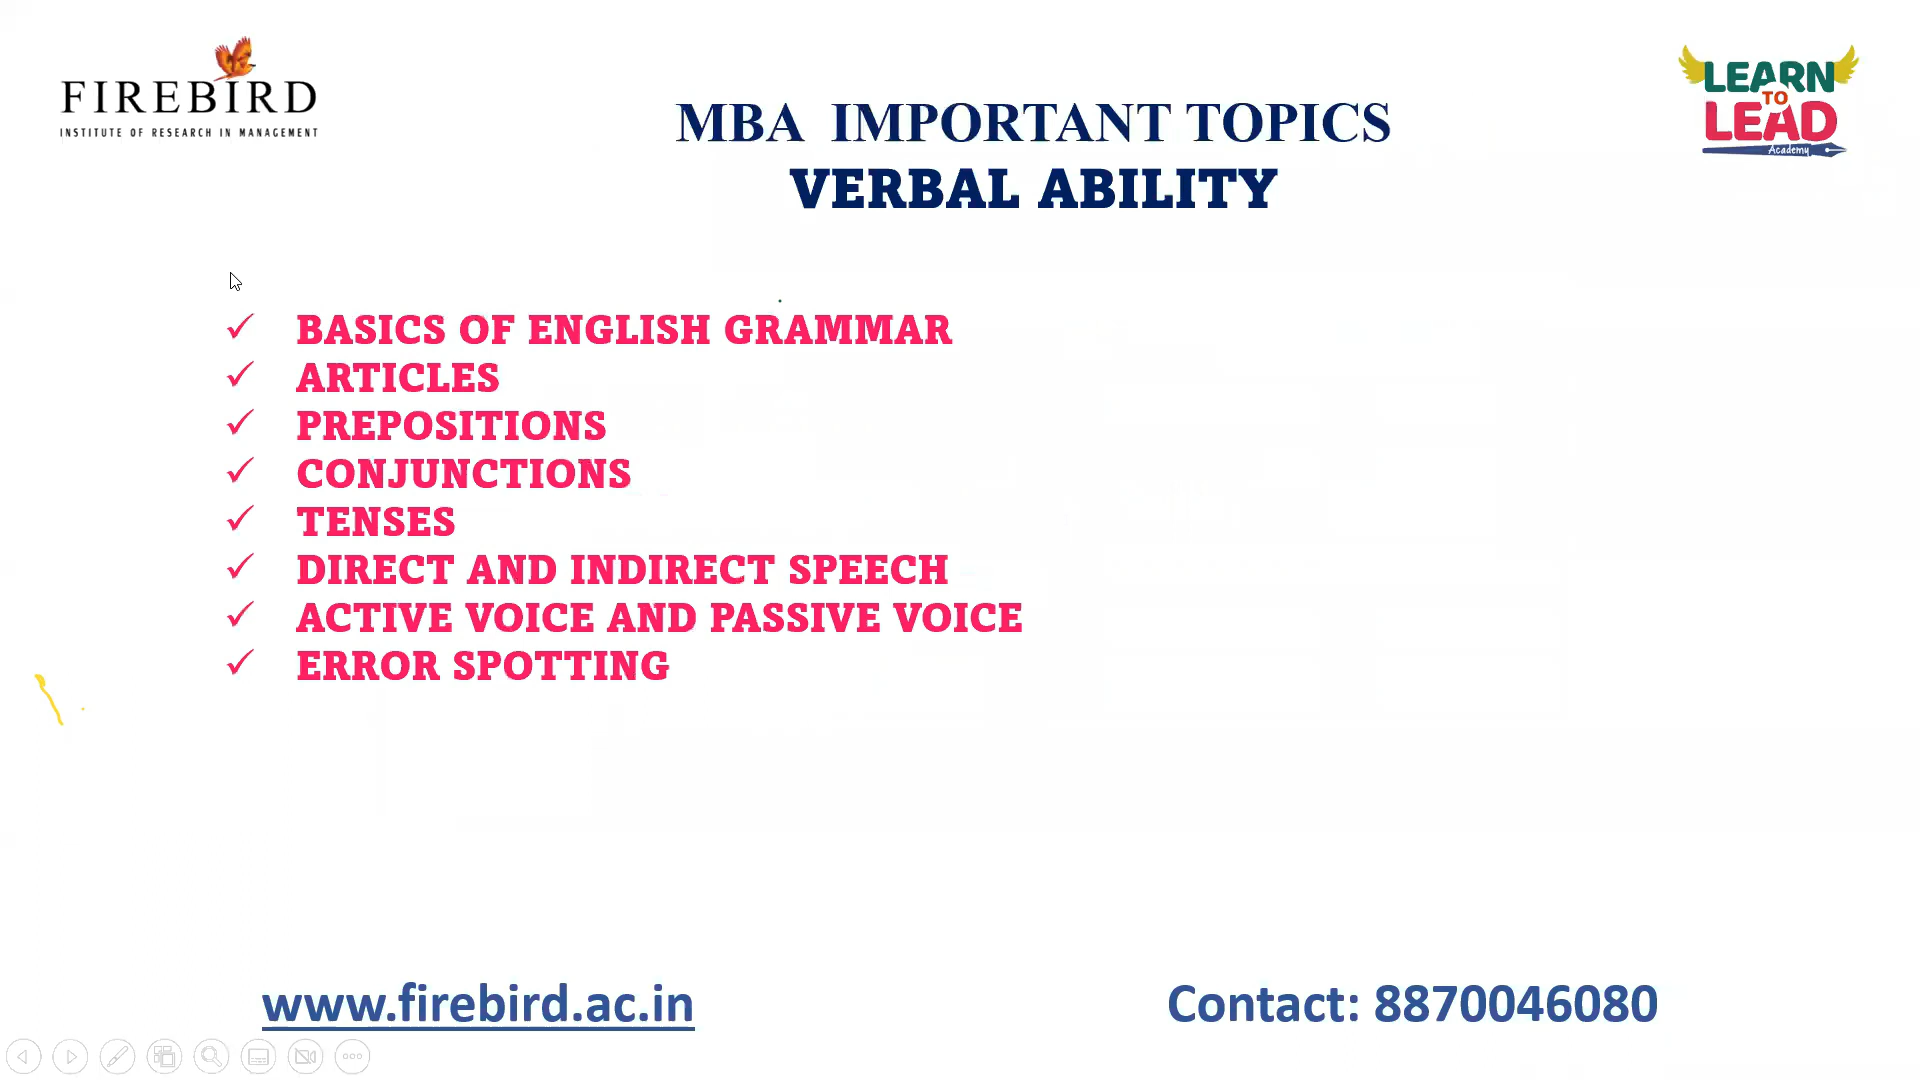 FIREBIRD
INSTITUTE OF RESEARCH IN MANAGEMENT
LEARN
TO
LEAD
Academy
MBA IMPORTANT TOPICS
VERBAL ABILITY
✓ BASICS OF ENGLISH GRAMMAR
✓ ARTICLES
✓ PREPOSITIONS
✓ CONJUNCTIONS
✓ TENSES
✓ DIRECT AND INDIRECT SPEECH
✓ ACTIVE VOICE AND PASSIVE VOICE
✓ ERROR SPOTTING
www.firebird.ac.in
Contact: 8870046080